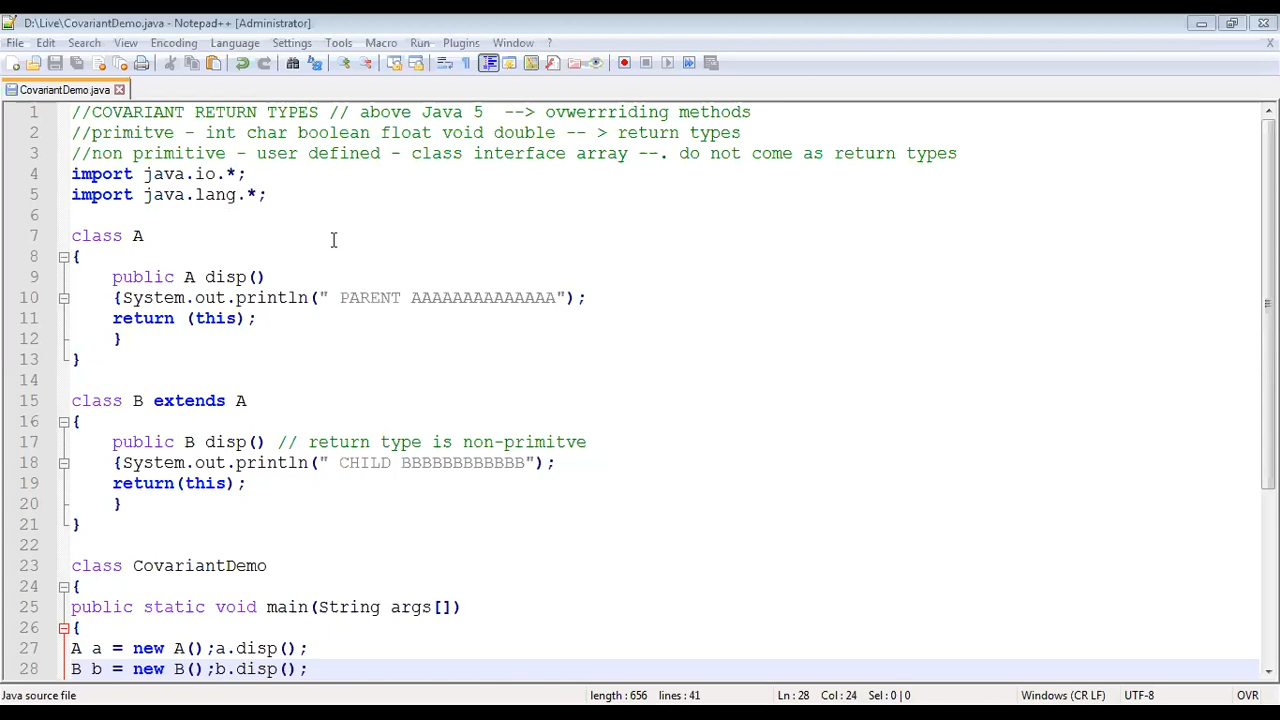 D:\Live\CovariantDemo.java - Notepad++ [Administrator]
File Edit Search View Encoding Language Settings Tools Macro Run Plugins Window ? X
CovariantDemo.java
1 //COVARIANT RETURN TYPES // above Java 5 --> ovwerrriding methods
2 //primitve - int char boolean float void double -- > return types
3 //non primitive - user defined - class interface array --. do not come as return types
4 import java.io.*;
5 import java.lang.*;
6
7 class A
8 {
9 public A disp()
10 {System.out.println(" PARENT AAAAAAAAAAAAAA");
11 return (this);
12 }
13 }
14
15 class B extends A
16 {
17 public B disp() // return type is non-primitve
18 {System.out.println(" CHILD BBBBBBBBBBBB");
19 return(this);
20 }
21 }
22
23 class CovariantDemo
24 {
25 public static void main(String args[])
26 {
27 A a = new A();a.disp();
28 B b = new B();b.disp();
Java source file length : 656 lines : 41 Ln : 28 Col : 24 Sel : 0 | 0 Windows (CR LF) UTF-8 OVR